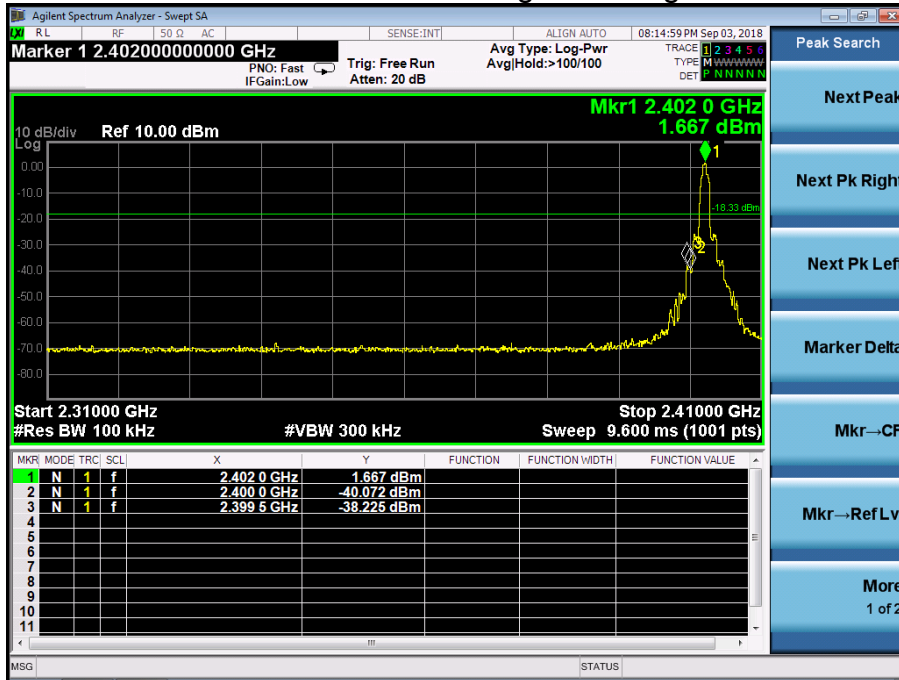 Agilent Spectrum Analyzer - Swept SA
LXI RL RF 50 Ω AC SENSE:INT ALIGN AUTO 08:14:59 PM Sep 03, 2018
Marker 1 2.402000000000 GHz
PNO: Fast
IFGain:Low
Trig: Free Run
Atten: 20 dB
Avg Type: Log-Pwr
Avg|Hold:>100/100
TRACE 1 2 3 4 5 6
TYPE M WWWWW
DET P N N N N N
Mkr1 2.402 0 GHz
1.667 dBm
10 dB/div Ref 10.00 dBm
Log
1
0.00
-10.0
-18.33 dBm
-20.0
-30.0
2
-40.0
-50.0
-60.0
-70.0
-80.0
Start 2.31000 GHz Stop 2.41000 GHz
#Res BW 100 kHz #VBW 300 kHz Sweep 9.600 ms (1001 pts)
MKR MODE TRC SCL X Y FUNCTION FUNCTION WIDTH FUNCTION VALUE
1 N 1 f 2.402 0 GHz 1.667 dBm
2 N 1 f 2.400 0 GHz -40.072 dBm
3 N 1 f 2.399 5 GHz -38.225 dBm
4
5
6
7
8
9
10
11
MSG STATUS
Peak Search
Next Peak
Next Pk Right
Next Pk Left
Marker Delta
Mkr→CF
Mkr→Ref Lv
More
1 of 2